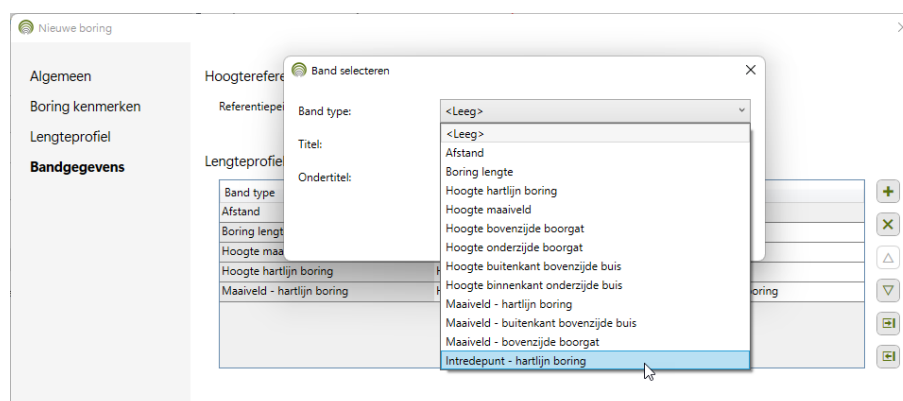 Nieuwe boring
Algemeen
Boring kenmerken
Lengteprofiel
Bandgegevens
Hoogterefere
Referentiepei
Lengteprofiel
Band type
Afstand
Boring lengt
Hoogte maa
Hoogte hartlijn boring
Maaiveld - hartlijn boring
oring
Band selecteren
Band type:
<Leeg>
Titel:
Ondertitel:
<Leeg>
Afstand
Boring lengte
Hoogte hartlijn boring
Hoogte maaiveld
Hoogte bovenzijde boorgat
Hoogte onderzijde boorgat
Hoogte buitenkant bovenzijde buis
Hoogte binnenkant onderzijde buis
Maaiveld - hartlijn boring
Maaiveld - buitenkant bovenzijde buis
Maaiveld - bovenzijde boorgat
Intredepunt - hartlijn boring